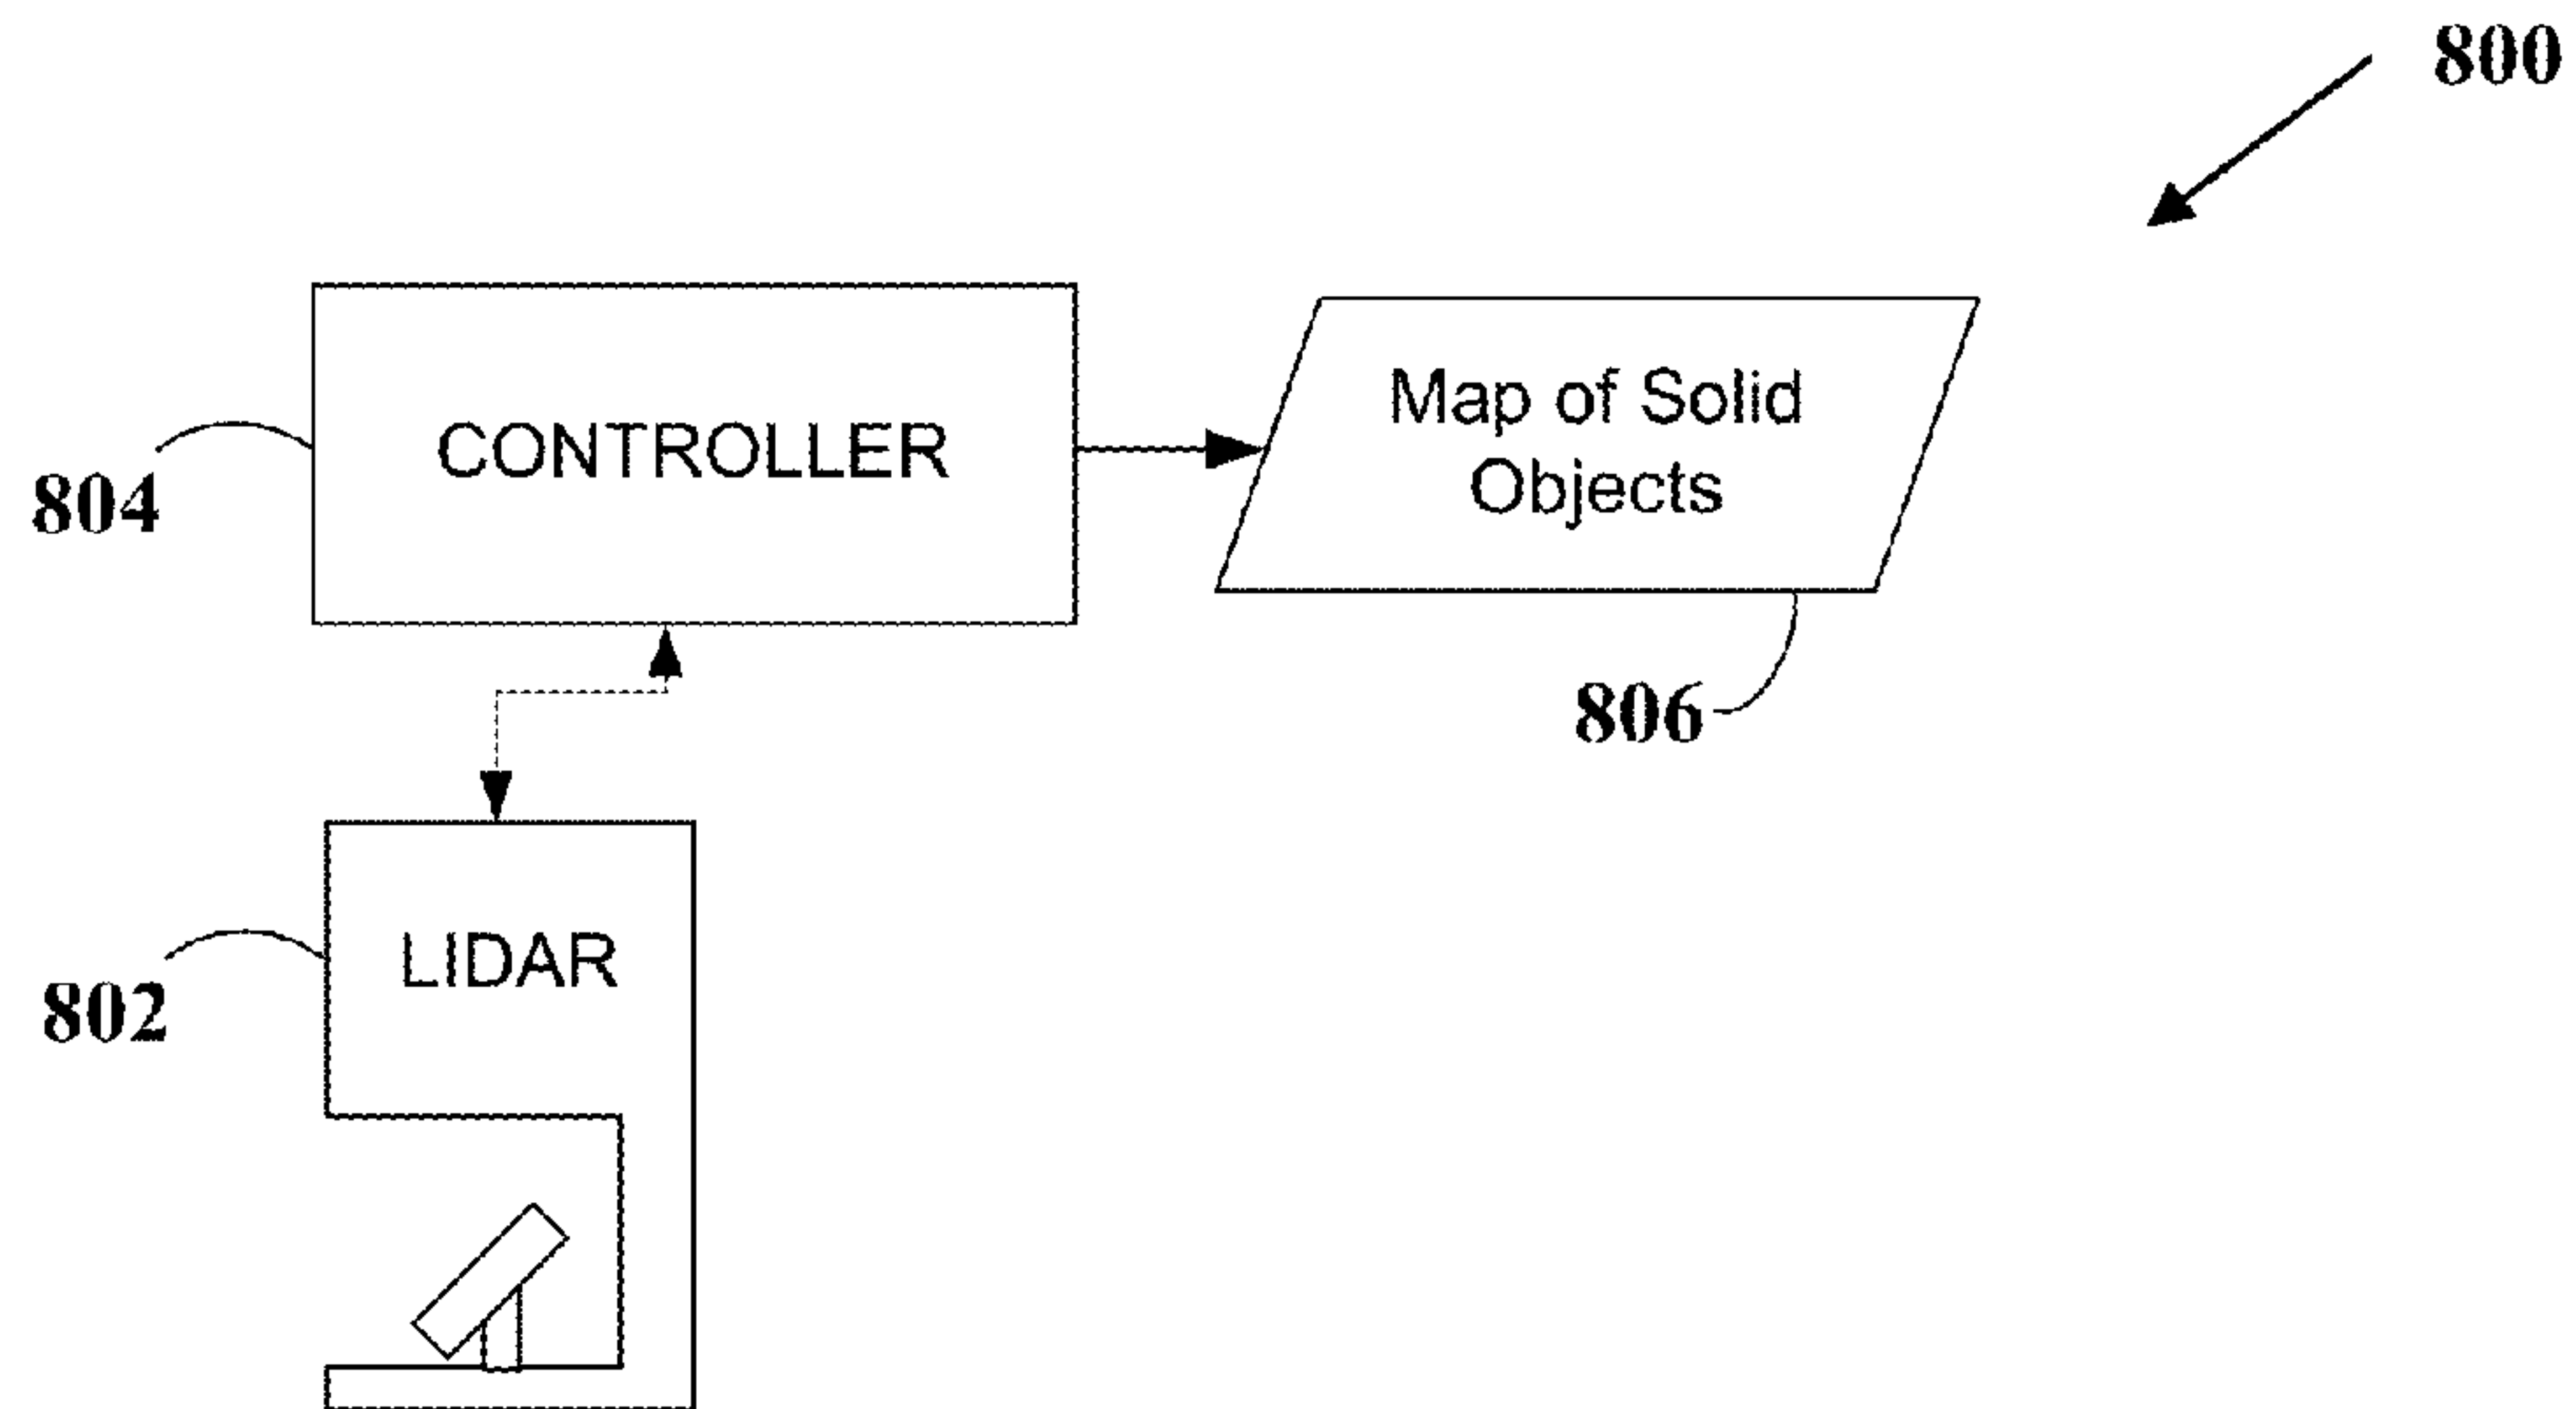 800
CONTROLLER
Map of Solid
Objects
804
806
LIDAR
802